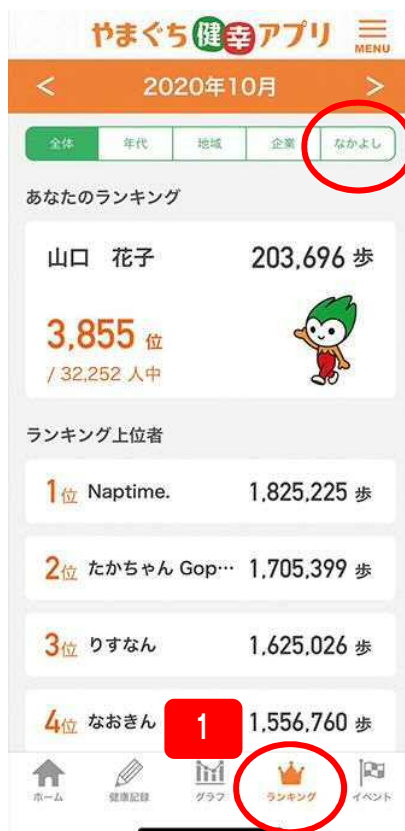 やまぐち健幸アプリ
MENU
< 2020年10月 >
全体 年代 地域 企業 なかよし
あなたのランキング
山口 花子 203,696 歩
3,855 位
/ 32,252 人中
ランキング上位者
1位 Naptime. 1,825,225 歩
2位 たかちゃん Gop… 1,705,399 歩
3位 りすなん 1,625,026 歩
4位 なおきん 1,556,760 歩
1
ホーム 健康記録 グラフ ランキング イベント